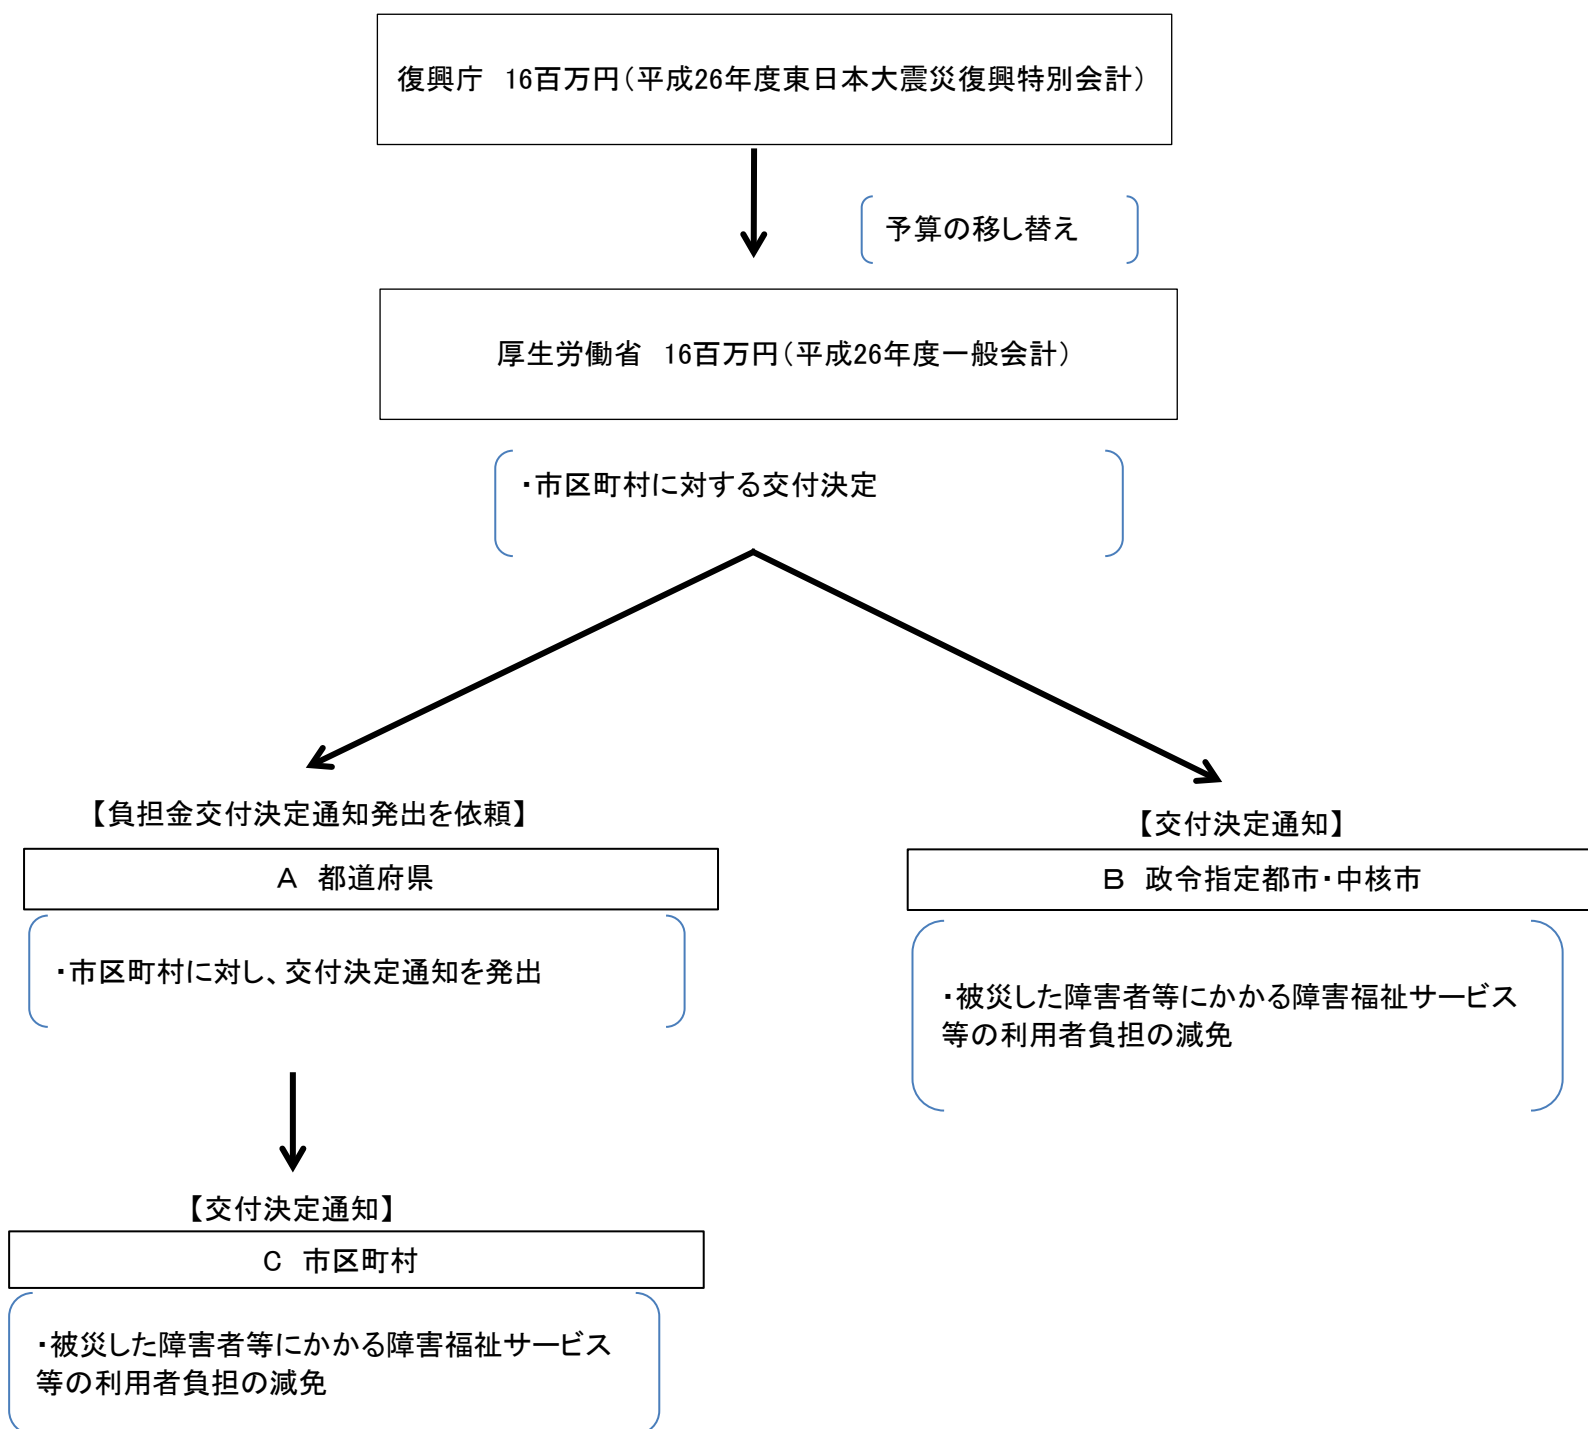 復興庁　16百万円（平成26年度東日本大震災復興特別会計）
予算の移し替え
厚生労働省　16百万円（平成26年度一般会計）
・市区町村に対する交付決定
【負担金交付決定通知発出を依頼】
【交付決定通知】
A　都道府県
B　政令指定都市・中核市
・市区町村に対し、交付決定通知を発出
・被災した障害者等にかかる障害福祉サービス
等の利用者負担の減免
【交付決定通知】
C　市区町村
・被災した障害者等にかかる障害福祉サービス
等の利用者負担の減免